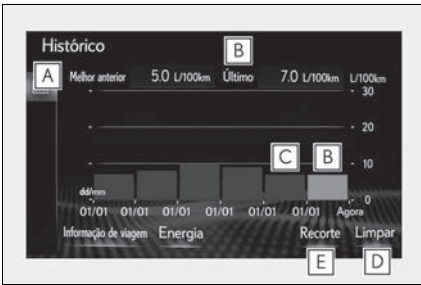 Histórico
B
A Melhor anterior 5.0 L/100km Último 7.0 L/100km L/100km
30
20
C B 10
dd/mm 0
01/01 01/01 01/01 01/01 01/01 01/01 Agora
Informação de viagem Energia Recorte Limpar
E D